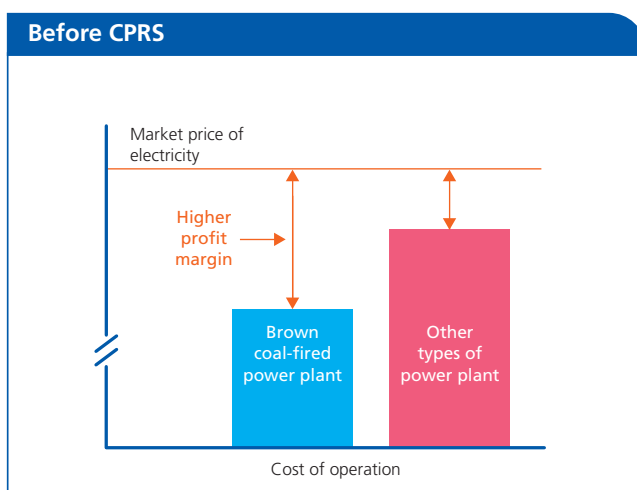 Before CPRS
Market price of
electricity
Higher
profit
margin
Brown
coal-fired
power plant
Other
types of
power plant
Cost of operation